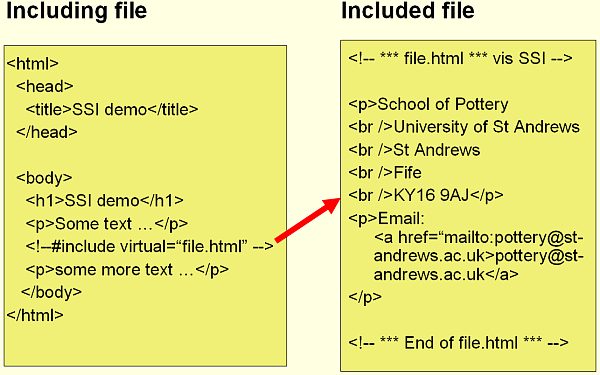 Including file
<html>
<head>
<title>SSI demo</title>
</head>
<body>
<h1>SSI demo</h1>
<p>Some text …</p>
<!--#include virtual=“file.html” -->
<p>some more text …</p>
</body>
</html>
Included file
<!-- *** file.html *** vis SSI -->
<p>School of Pottery
<br />University of St Andrews
<br />St Andrews
<br />Fife
<br />KY16 9AJ</p>
<p>Email:
<a href=“mailto:pottery@st-
andrews.ac.uk>pottery@st-
andrews.ac.uk</a>
</p>
<!-- *** End of file.html *** -->